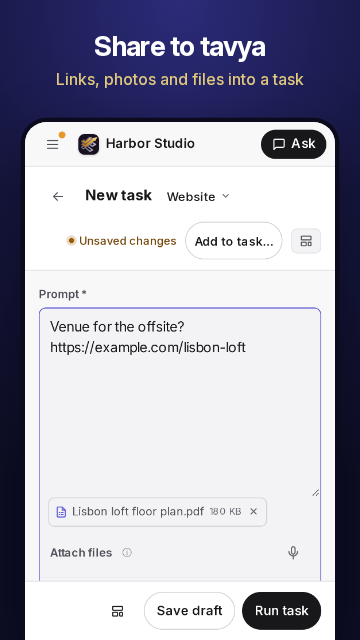 Share to tavya
Links, photos and files into a task
Harbor Studio
Ask
New task
Website
Unsaved changes
Add to task...
Prompt *
Venue for the offsite?
https://example.com/lisbon-loft
Lisbon loft floor plan.pdf 180 KB
Attach files
Save draft
Run task